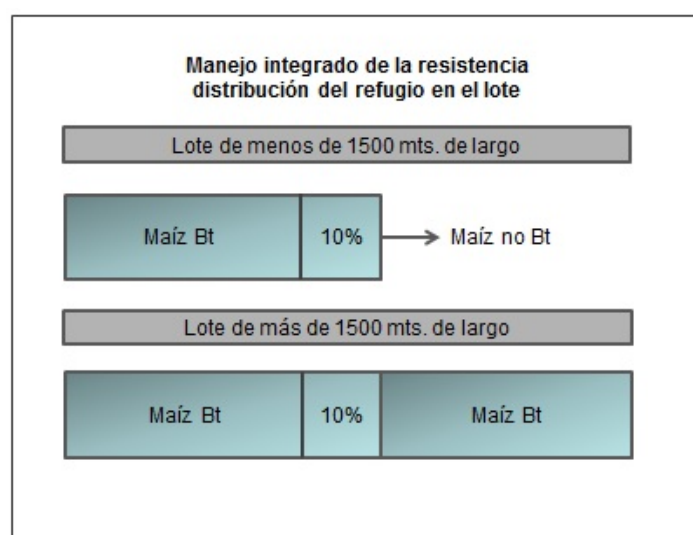 Manejo integrado de la resistencia
distribución del refugio en el lote
Lote de menos de 1500 mts. de largo
Maíz Bt
10%
Maíz no Bt
Lote de más de 1500 mts. de largo
Maíz Bt
10%
Maíz Bt